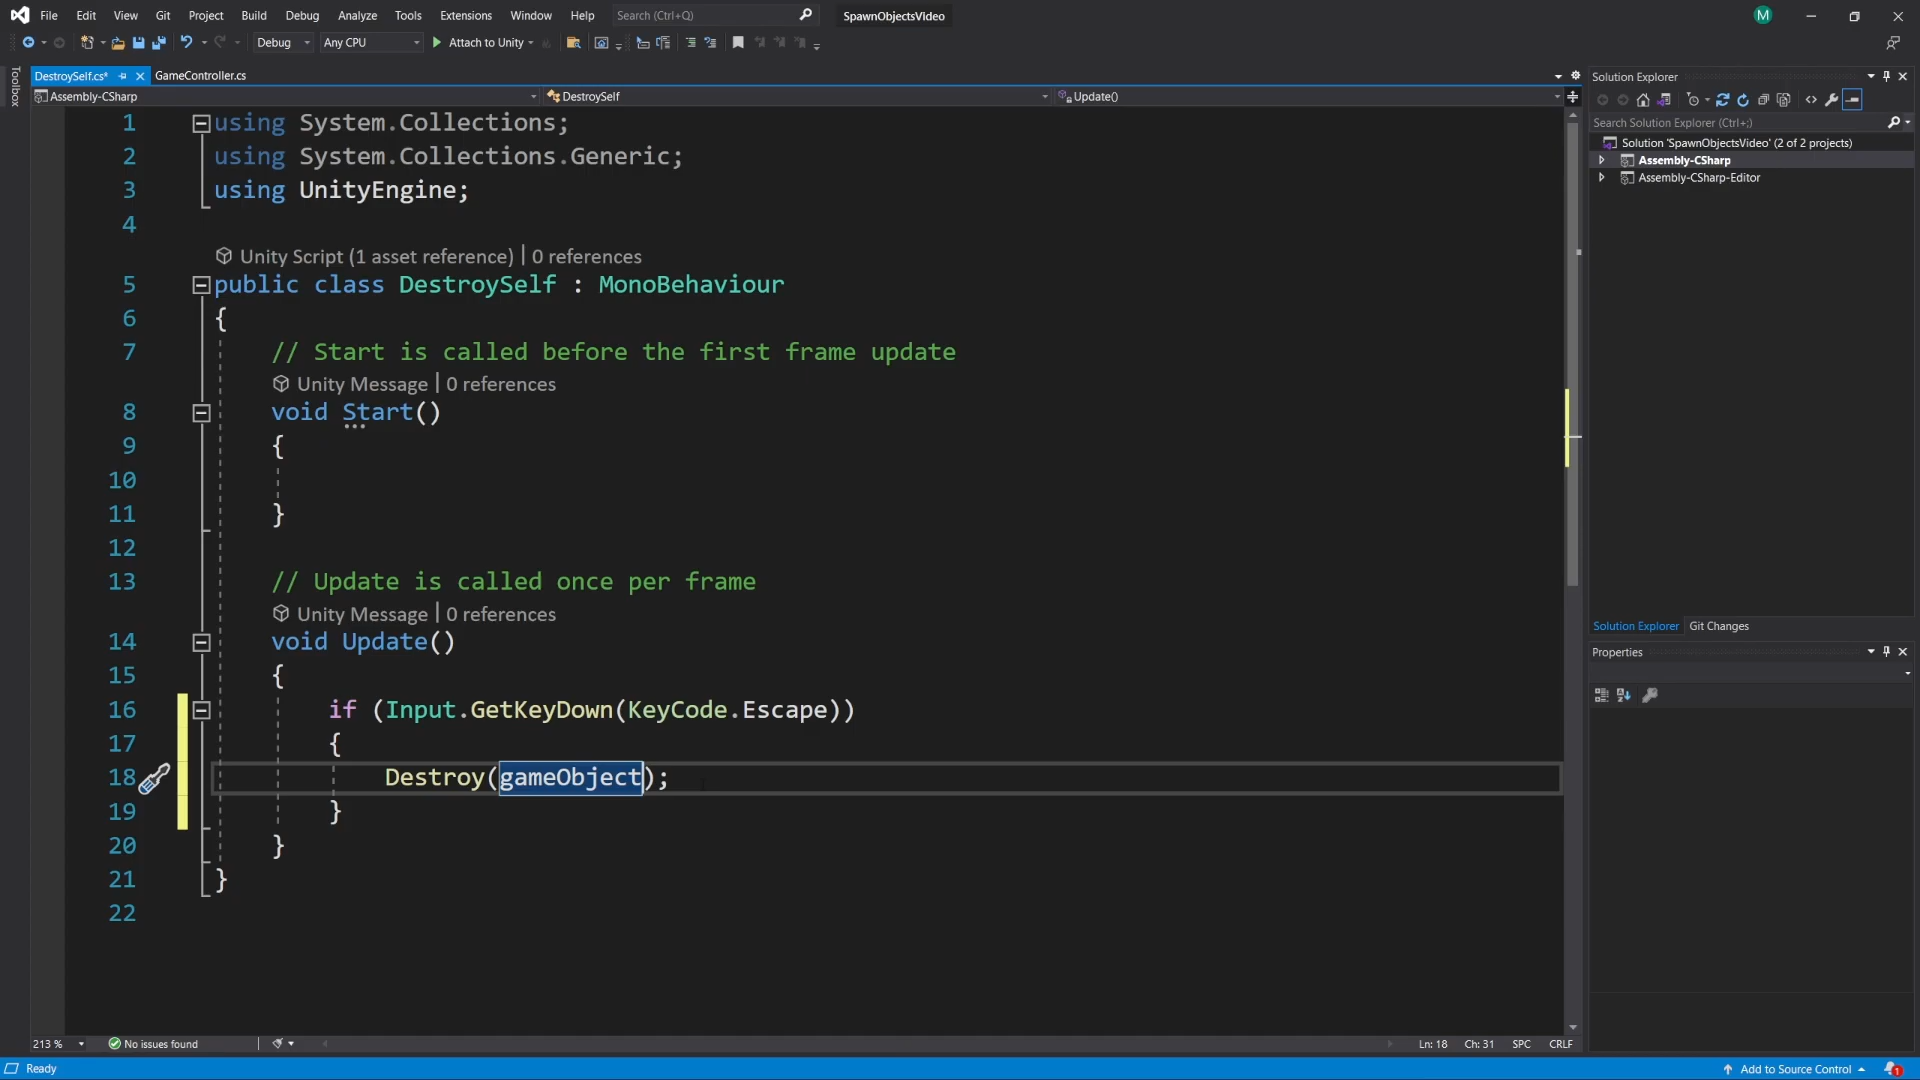 File Edit View Git Project Build Debug Analyze Tools Extensions Window Help Search (Ctrl+Q) SpawnObjectsVideo M
Debug Any CPU Attach to Unity
Toolbox
DestroySelf.cs* GameController.cs
Assembly-CSharp DestroySelf Update()
1 using System.Collections;
2 using System.Collections.Generic;
3 using UnityEngine;
4
Unity Script (1 asset reference) | 0 references
5 public class DestroySelf : MonoBehaviour
6 {
7 // Start is called before the first frame update
Unity Message | 0 references
8 void Start()
9 {
10
11 }
12
13 // Update is called once per frame
Unity Message | 0 references
14 void Update()
15 {
16 if (Input.GetKeyDown(KeyCode.Escape))
17 {
18 Destroy(gameObject);
19 }
20 }
21 }
22
213 % No issues found Ln: 18 Ch: 31 SPC CRLF
Solution Explorer
Search Solution Explorer (Ctrl+;)
Solution 'SpawnObjectsVideo' (2 of 2 projects)
Assembly-CSharp
Assembly-CSharp-Editor
Solution Explorer Git Changes
Properties
Ready Add to Source Control 1